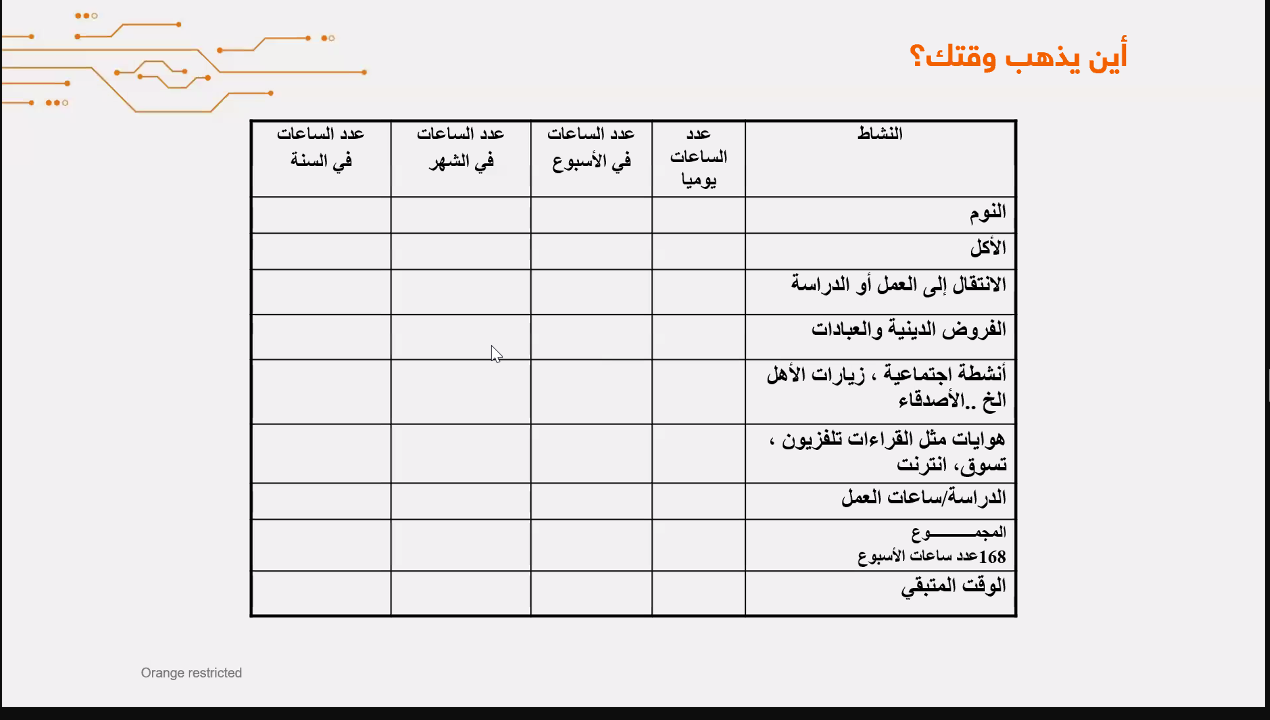 أين يذهب وقتك؟
النشاط
عدد
الساعات
يوميا
عدد الساعات
في الأسبوع
عدد الساعات
في الشهر
عدد الساعات
في السنة
النوم
الأكل
الانتقال إلى العمل أو الدراسة
الفروض الدينية والعبادات
أنشطة اجتماعية ، زيارات الأهل
الخ ..الأصدقاء
هوايات مثل القراءات تلفزيون ،
تسوق، انترنت
الدراسة/ساعات العمل
المجمـــــــــــوع
168عدد ساعات الأسبوع
الوقت المتبقي
Orange restricted